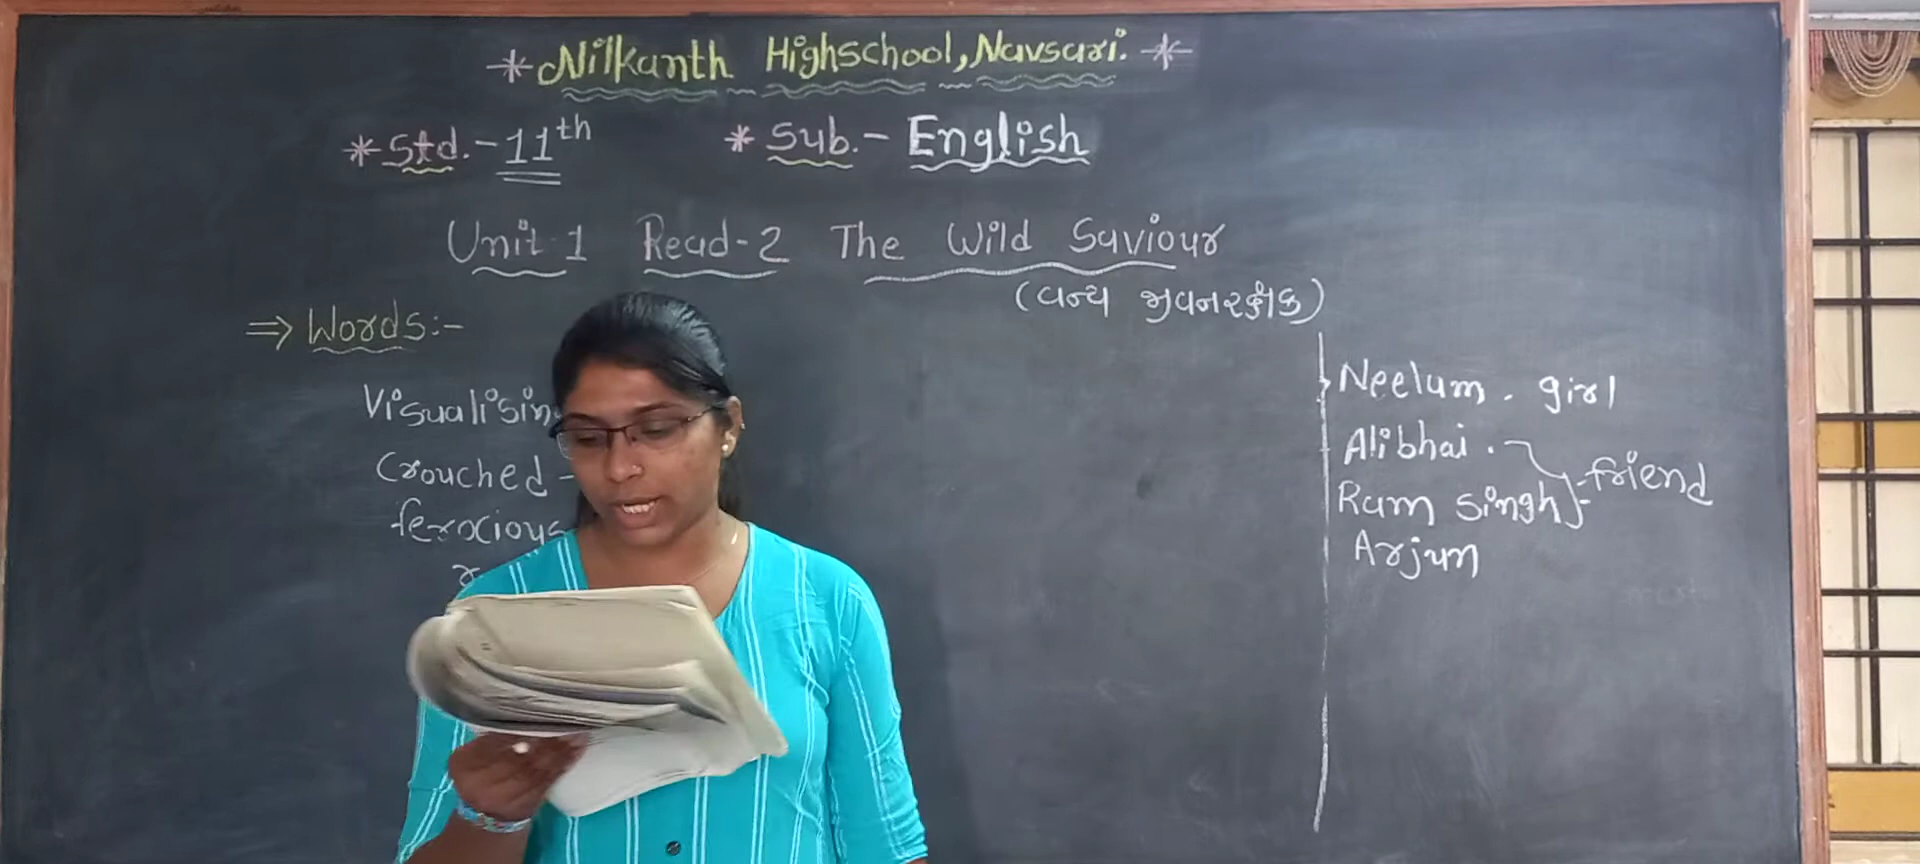 * Nilkanth Highschool, Navsari. *
* Std. - 11th * Sub. - English
Unit-1 Read-2 The Wild Saviour
(વન્ય જીવનરક્ષક)
⇒ Words:-
Visualising
Crouched -
ferocious
Neelum. girl
Alibhai.
Ram Singh
friend
Arjun